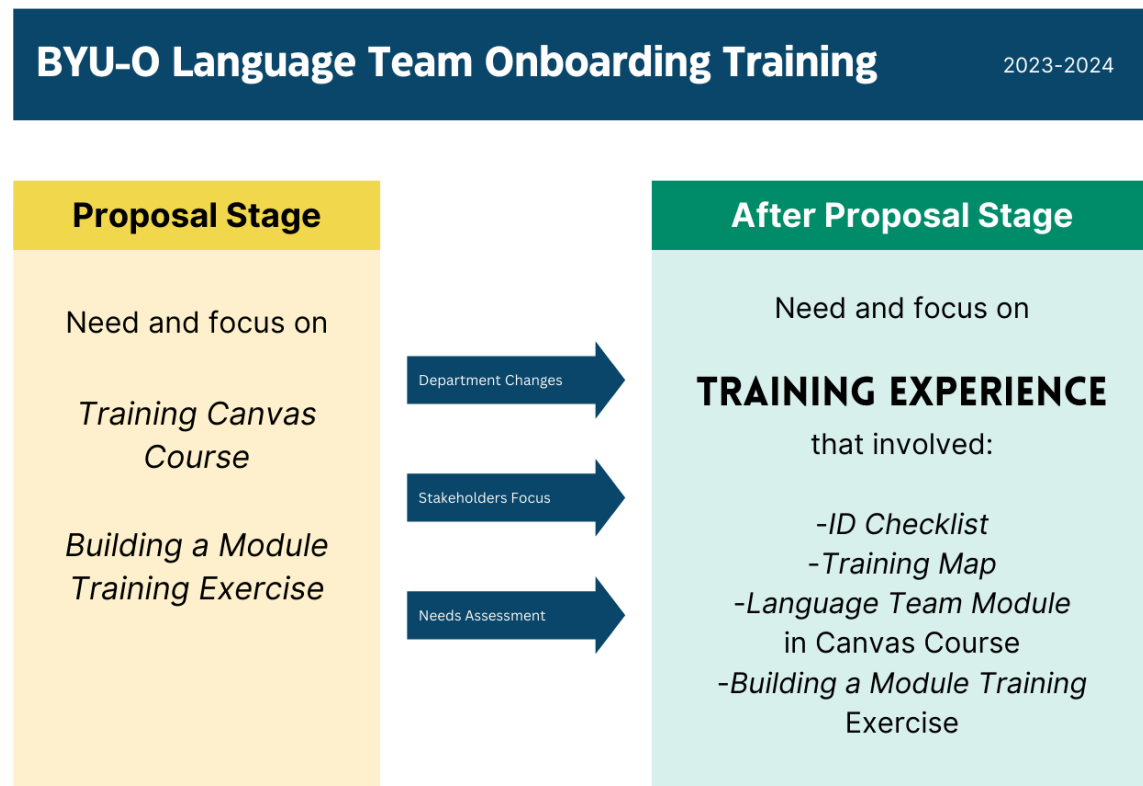 BYU-O Language Team Onboarding Training
2023-2024
Proposal Stage
Need and focus on
Training Canvas
Course
Building a Module
Training Exercise
Department Changes
Stakeholders Focus
Needs Assessment
After Proposal Stage
Need and focus on
TRAINING EXPERIENCE
that involved:
-ID Checklist
-Training Map
-Language Team Module
in Canvas Course
-Building a Module Training
Exercise